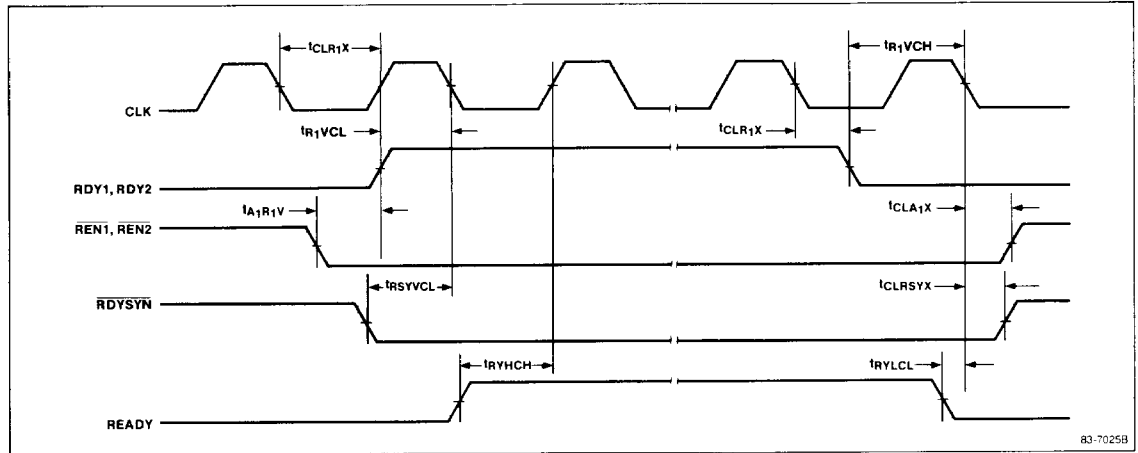 tCLR1X
tR1VCH
CLK
tR1VCL
tCLR1X
RDY1, RDY2
tA1R1V
tCLA1X
REN1, REN2
tRSYVCL
tCLRSYX
RDYSYN
tRYHCH
tRYLCL
READY
83-7025B